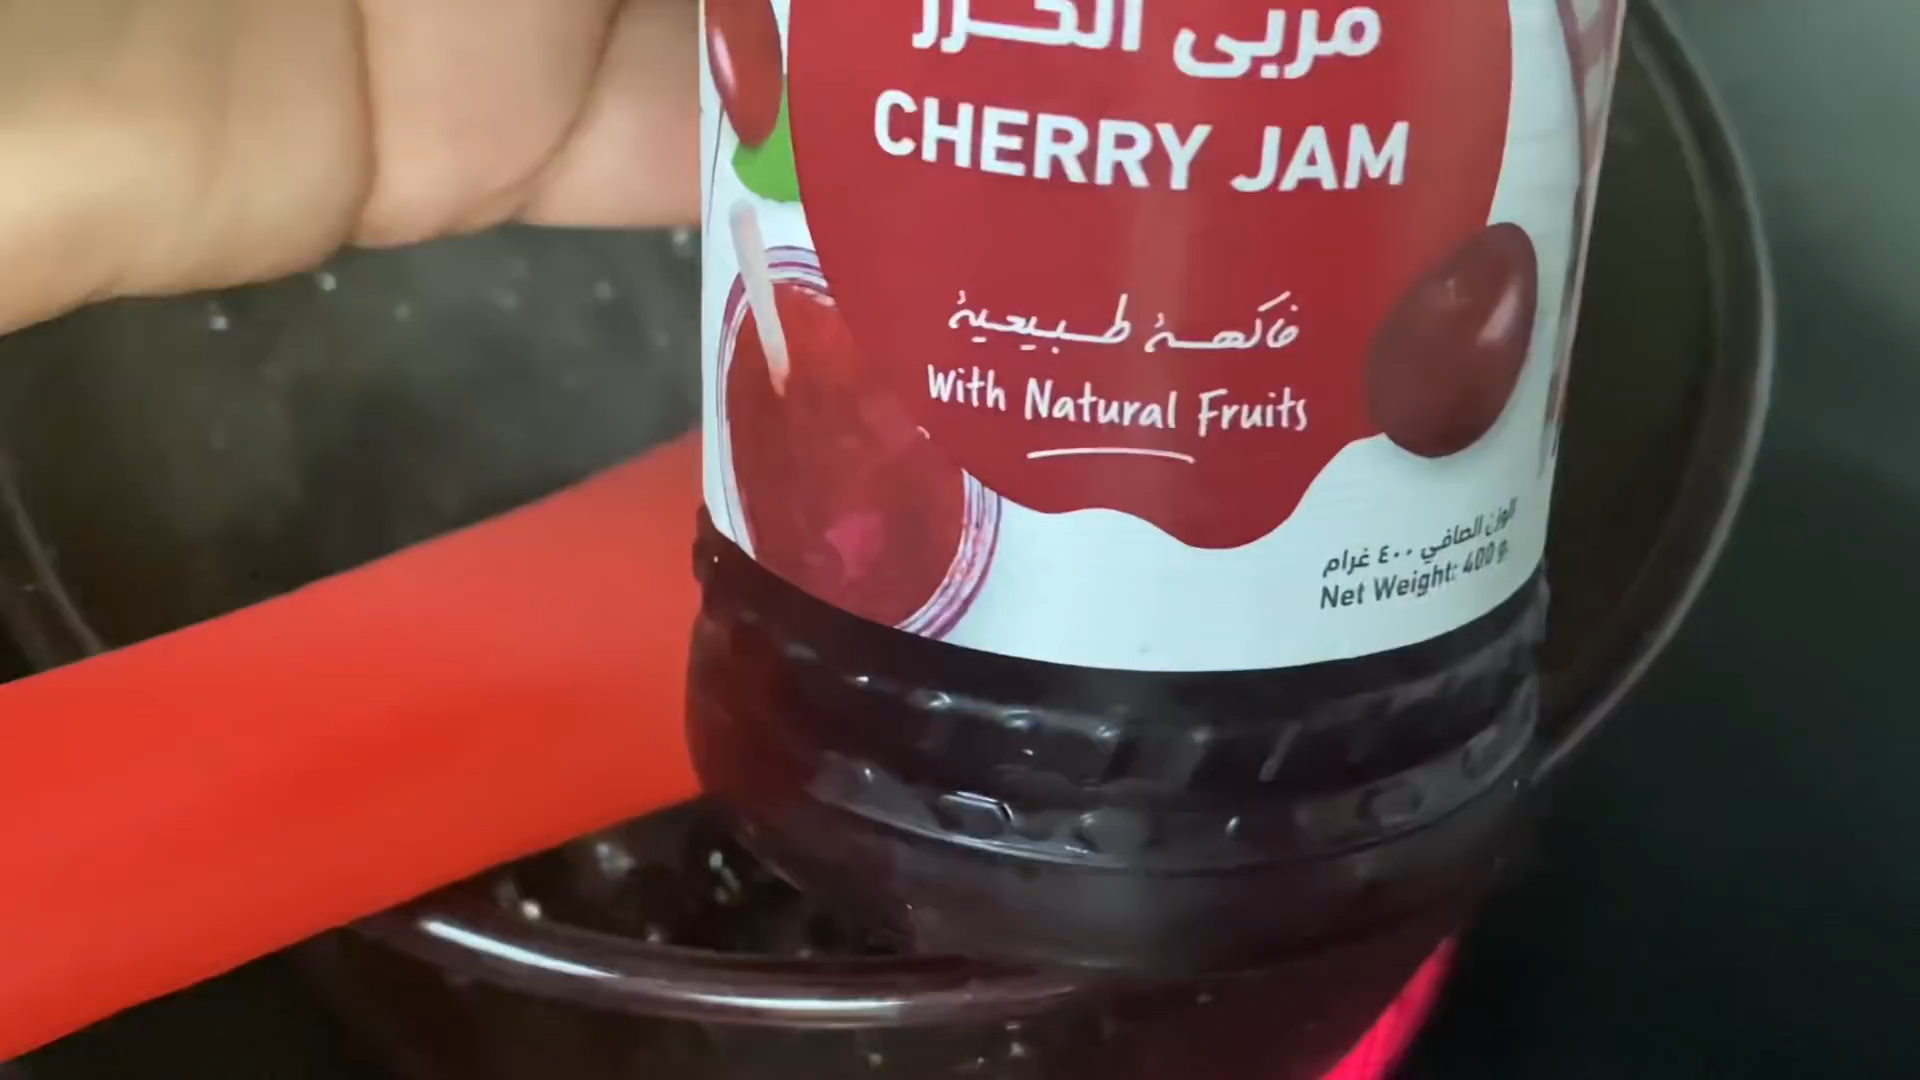 مربى الكرز
CHERRY JAM
فاكهة طبيعية
With Natural Fruits
الوزن الصافي ٤٠٠ غرام
Net Weight: 400 g.